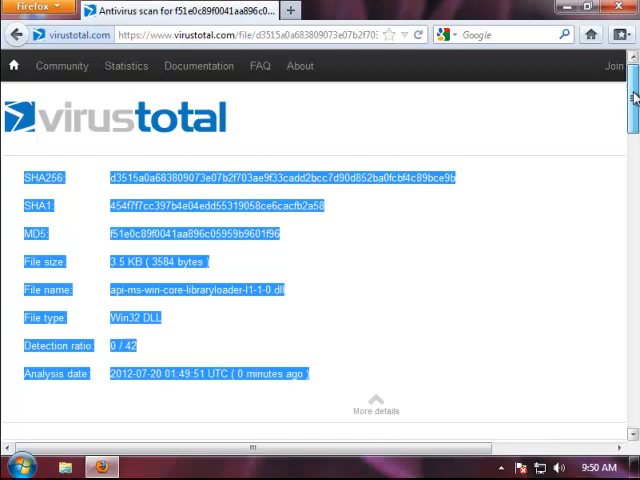 Firefox
Antivirus scan for f51e0c89f0041aa896c0...
virustotal.com
https://www.virustotal.com/file/d3515a0a683809073e07b2f703
Google
Community Statistics Documentation FAQ About Join
virustotal
SHA256: d3515a0a683809073e07b2f703ae9f33cadd2bcc7d90d852ba0fcbf4c89bce9b
SHA1: 454f7f7cc397b4e04edd55319058ce6cacfb2a58
MD5: f51e0c89f0041aa896c05959b9601f96
File size: 3.5 KB ( 3584 bytes )
File name: api-ms-win-core-libraryloader-l1-1-0.dll
File type: Win32 DLL
Detection ratio: 0 / 42
Analysis date: 2012-07-20 01:49:51 UTC ( 0 minutes ago )
More details
9:50 AM